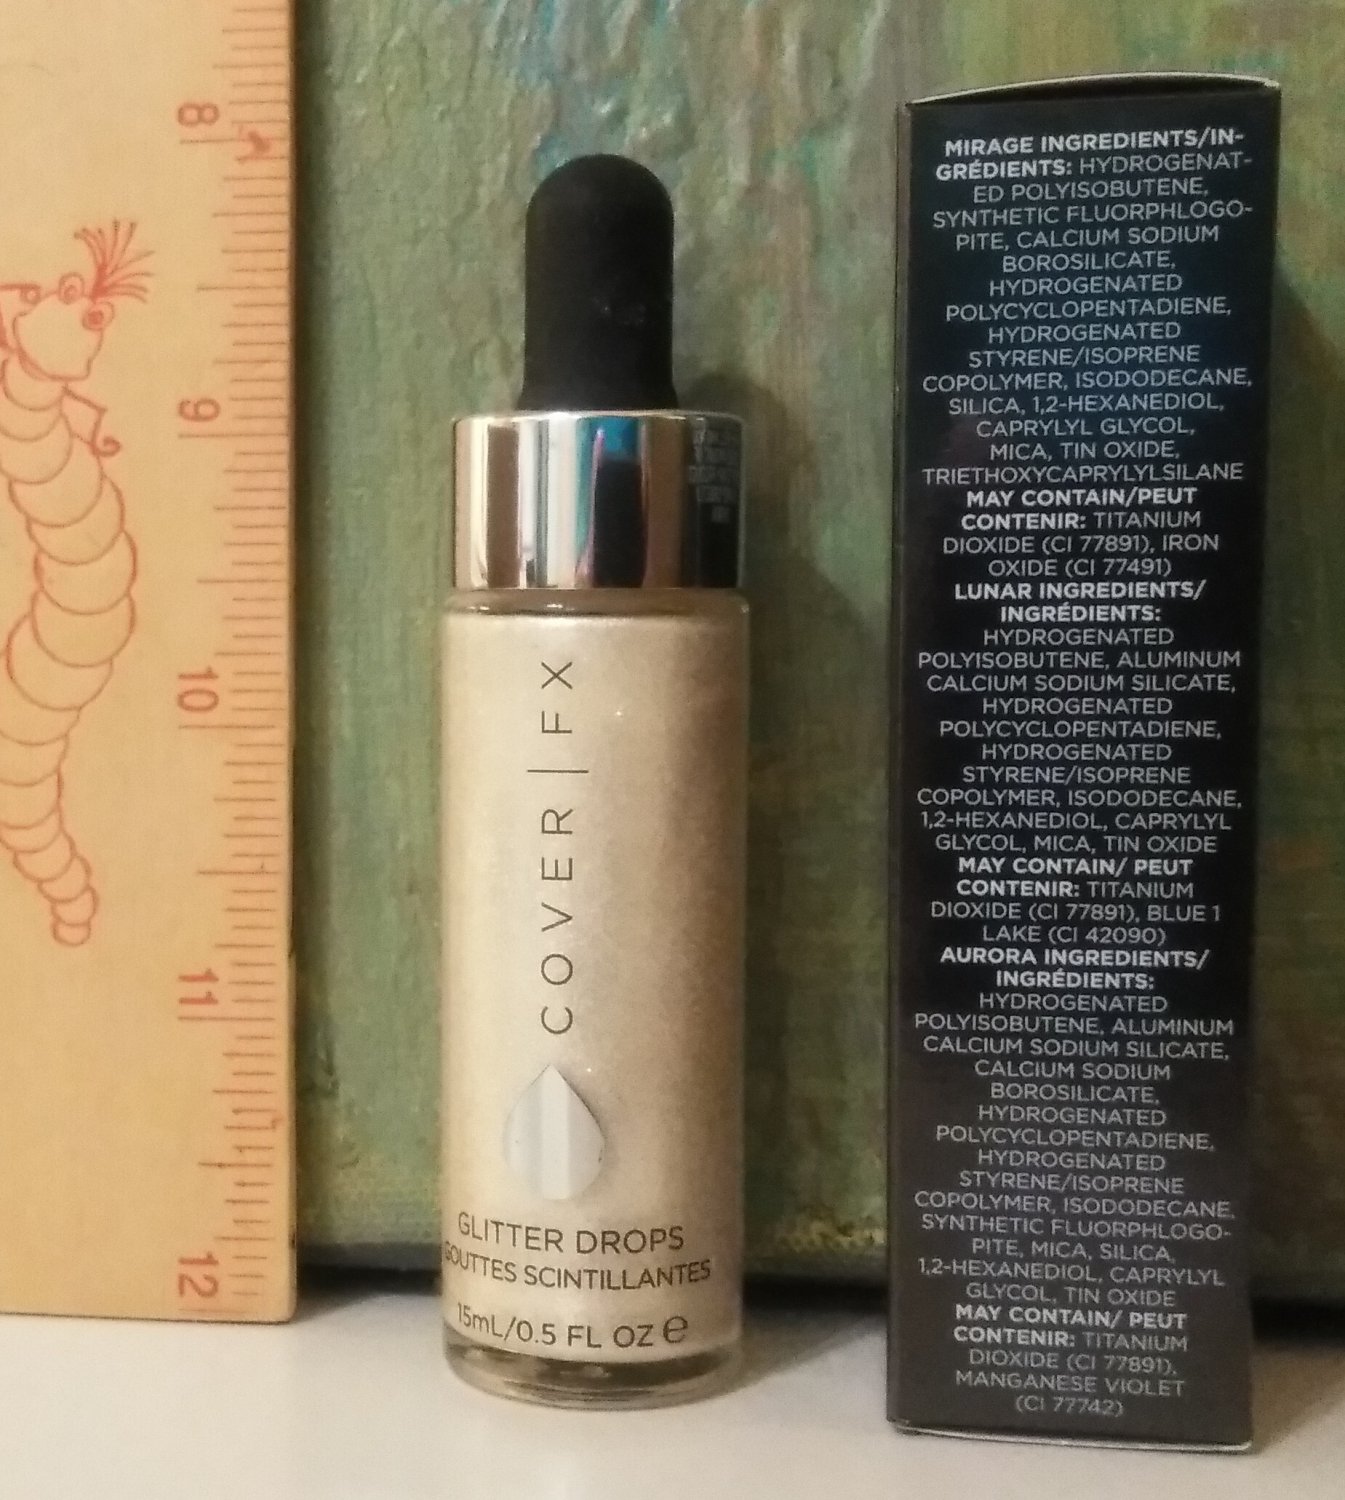 8
9
10
11
12
COVER|FX
GLITTER DROPS
GOUTTES SCINTILLANTES
15mL/0.5 FL OZ e
MIRAGE INGREDIENTS/IN-
GRÉDIENTS: HYDROGENAT-
ED POLYISOBUTENE,
SYNTHETIC FLUORPHLOGO-
PITE, CALCIUM SODIUM
BOROSILICATE,
HYDROGENATED
POLYCYCLOPENTADIENE,
HYDROGENATED
STYRENE/ISOPRENE
COPOLYMER, ISODODECANE,
SILICA, 1,2-HEXANEDIOL,
CAPRYLYL GLYCOL,
MICA, TIN OXIDE,
TRIETHOXYCAPRYLYLSILANE
MAY CONTAIN/PEUT
CONTENIR: TITANIUM
DIOXIDE (CI 77891), IRON
OXIDE (CI 77491)
LUNAR INGREDIENTS/
INGRÉDIENTS:
HYDROGENATED
POLYISOBUTENE, ALUMINUM
CALCIUM SODIUM SILICATE,
HYDROGENATED
POLYCYCLOPENTADIENE,
HYDROGENATED
STYRENE/ISOPRENE
COPOLYMER, ISODODECANE,
1,2-HEXANEDIOL, CAPRYLYL
GLYCOL, MICA, TIN OXIDE
MAY CONTAIN/ PEUT
CONTENIR: TITANIUM
DIOXIDE (CI 77891), BLUE 1
LAKE (CI 42090)
AURORA INGREDIENTS/
INGRÉDIENTS:
HYDROGENATED
POLYISOBUTENE, ALUMINUM
CALCIUM SODIUM SILICATE,
CALCIUM SODIUM
BOROSILICATE,
HYDROGENATED
POLYCYCLOPENTADIENE,
HYDROGENATED
STYRENE/ISOPRENE
COPOLYMER, ISODODECANE,
SYNTHETIC FLUORPHLOGO-
PITE, MICA, SILICA,
1,2-HEXANEDIOL, CAPRYLYL
GLYCOL, TIN OXIDE
MAY CONTAIN/ PEUT
CONTENIR: TITANIUM
DIOXIDE (CI 77891),
MANGANESE VIOLET
(CI 77742)